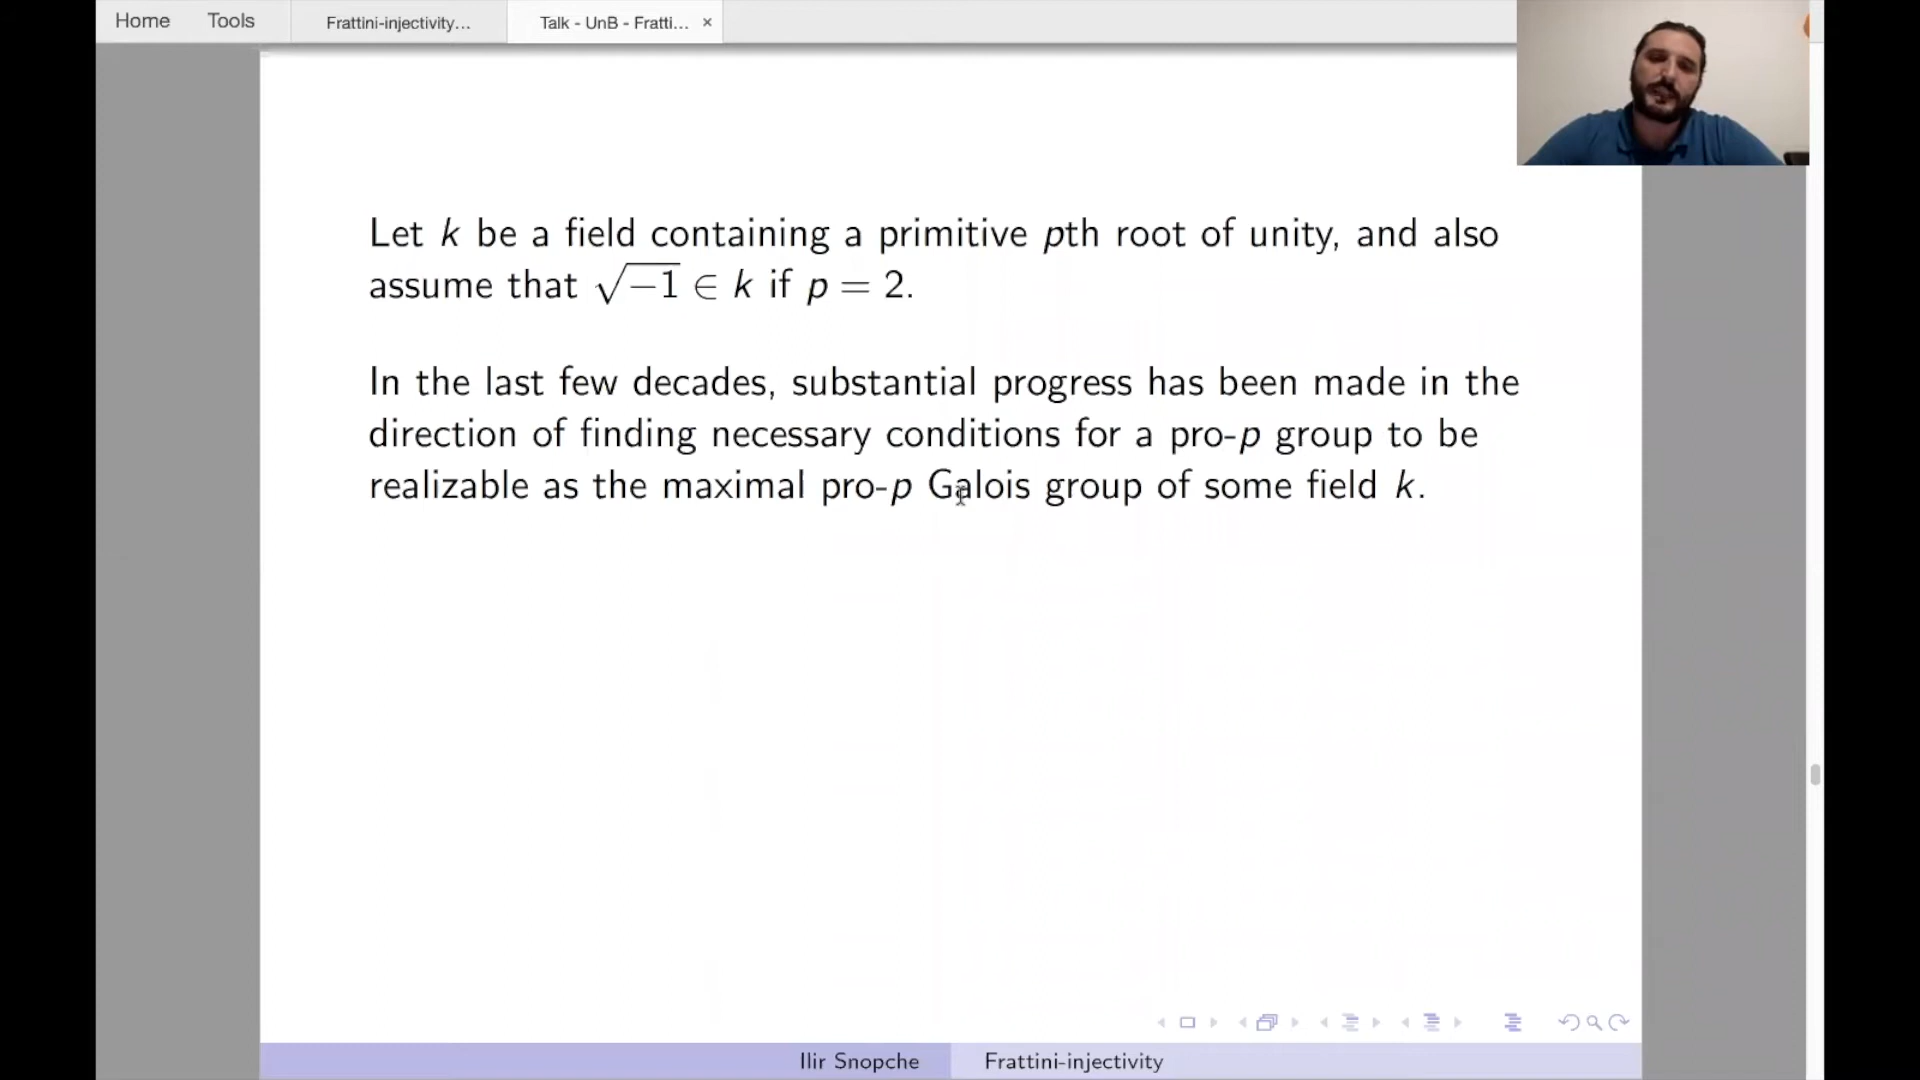 Home Tools Frattini-injectivity... Talk - UnB - Fratti... ×
Let k be a field containing a primitive pth root of unity, and also
assume that √−1 ∈ k if p = 2.
In the last few decades, substantial progress has been made in the
direction of finding necessary conditions for a pro-p group to be
realizable as the maximal pro-p Galois group of some field k.
Ilir Snopche Frattini-injectivity